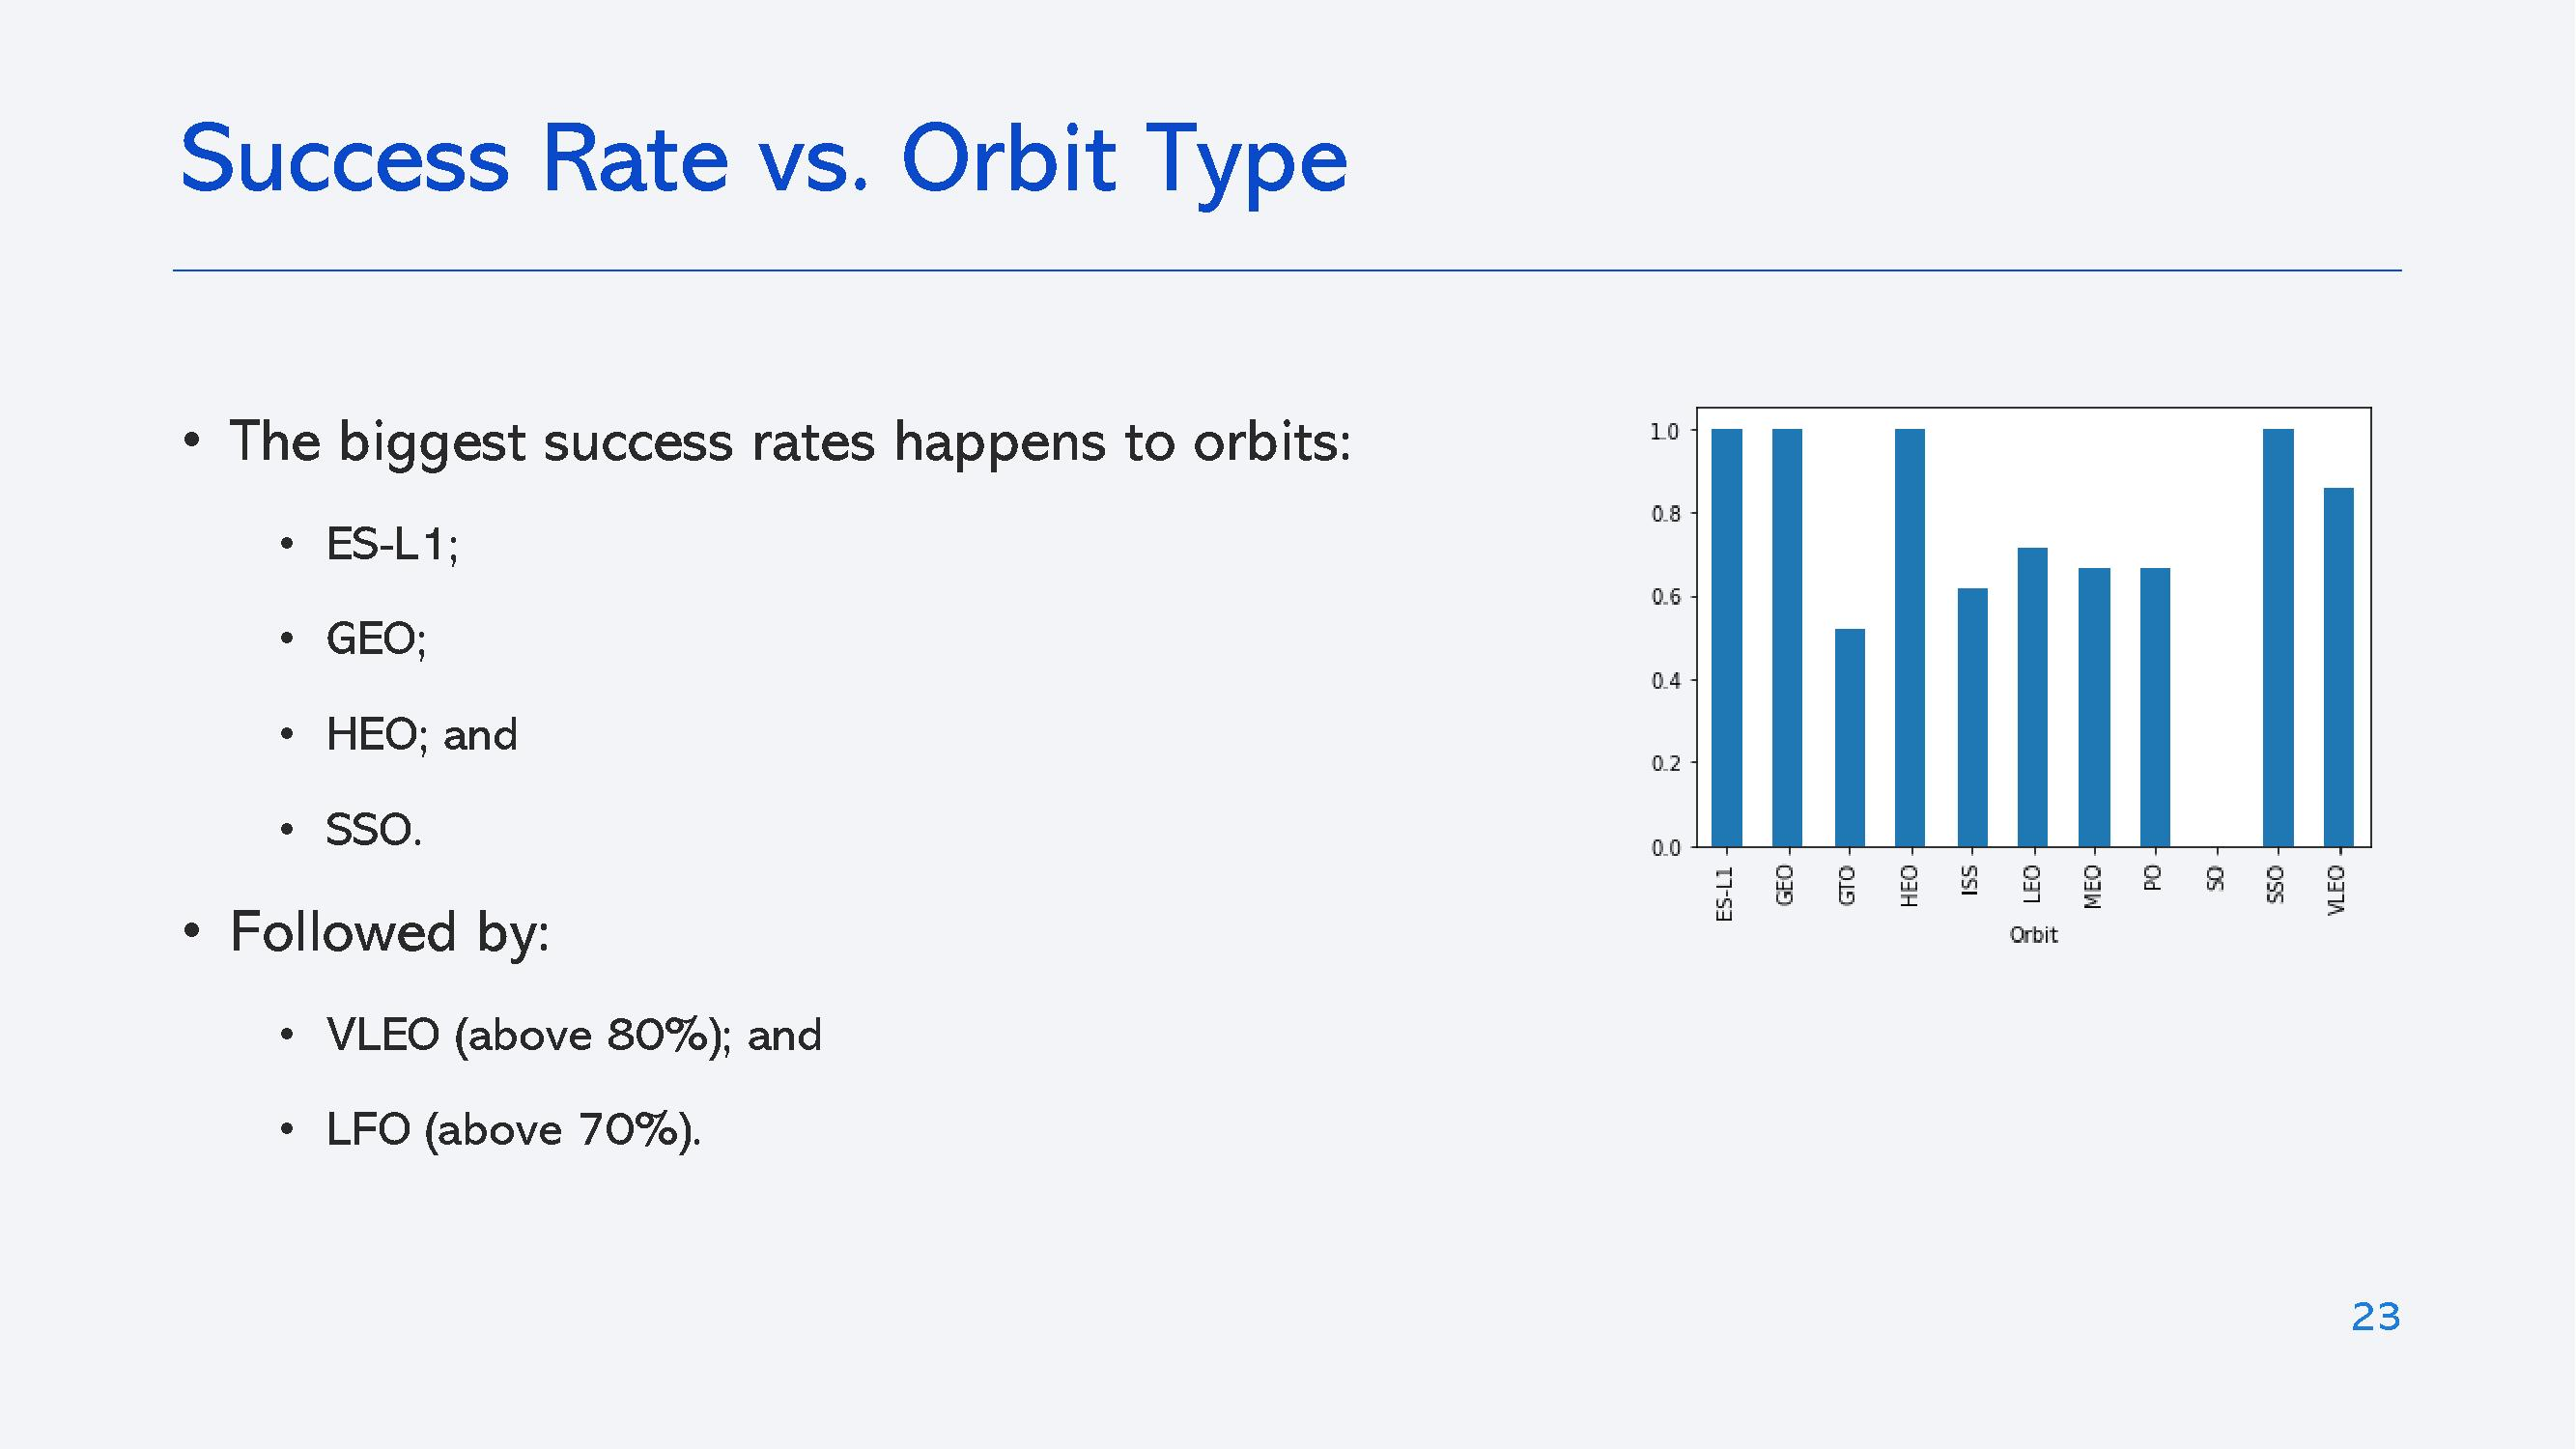 Success Rate vs. Orbit Type
• The biggest success rates happens to orbits:
• ES-L1;
• GEO;
• HEO; and
• SSO.
• Followed by:
• VLEO (above 80%); and
• LFO (above 70%).
1.0
0.8
0.6
0.4
0.2
0.0
ES-L1
GEO
GTO
HEO
ISS
LEO
MEO
PO
SO
SSO
VLEO
Orbit
23